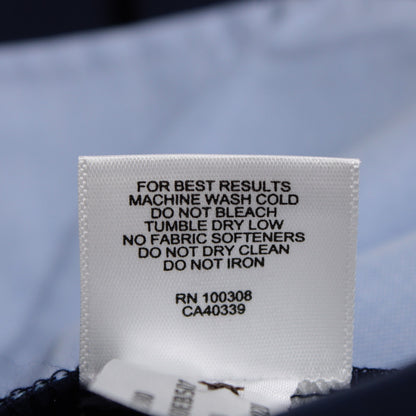 FOR BEST RESULTS
MACHINE WASH COLD
DO NOT BLEACH
TUMBLE DRY LOW
NO FABRIC SOFTENERS
DO NOT DRY CLEAN
DO NOT IRON
RN 100308
CA40339